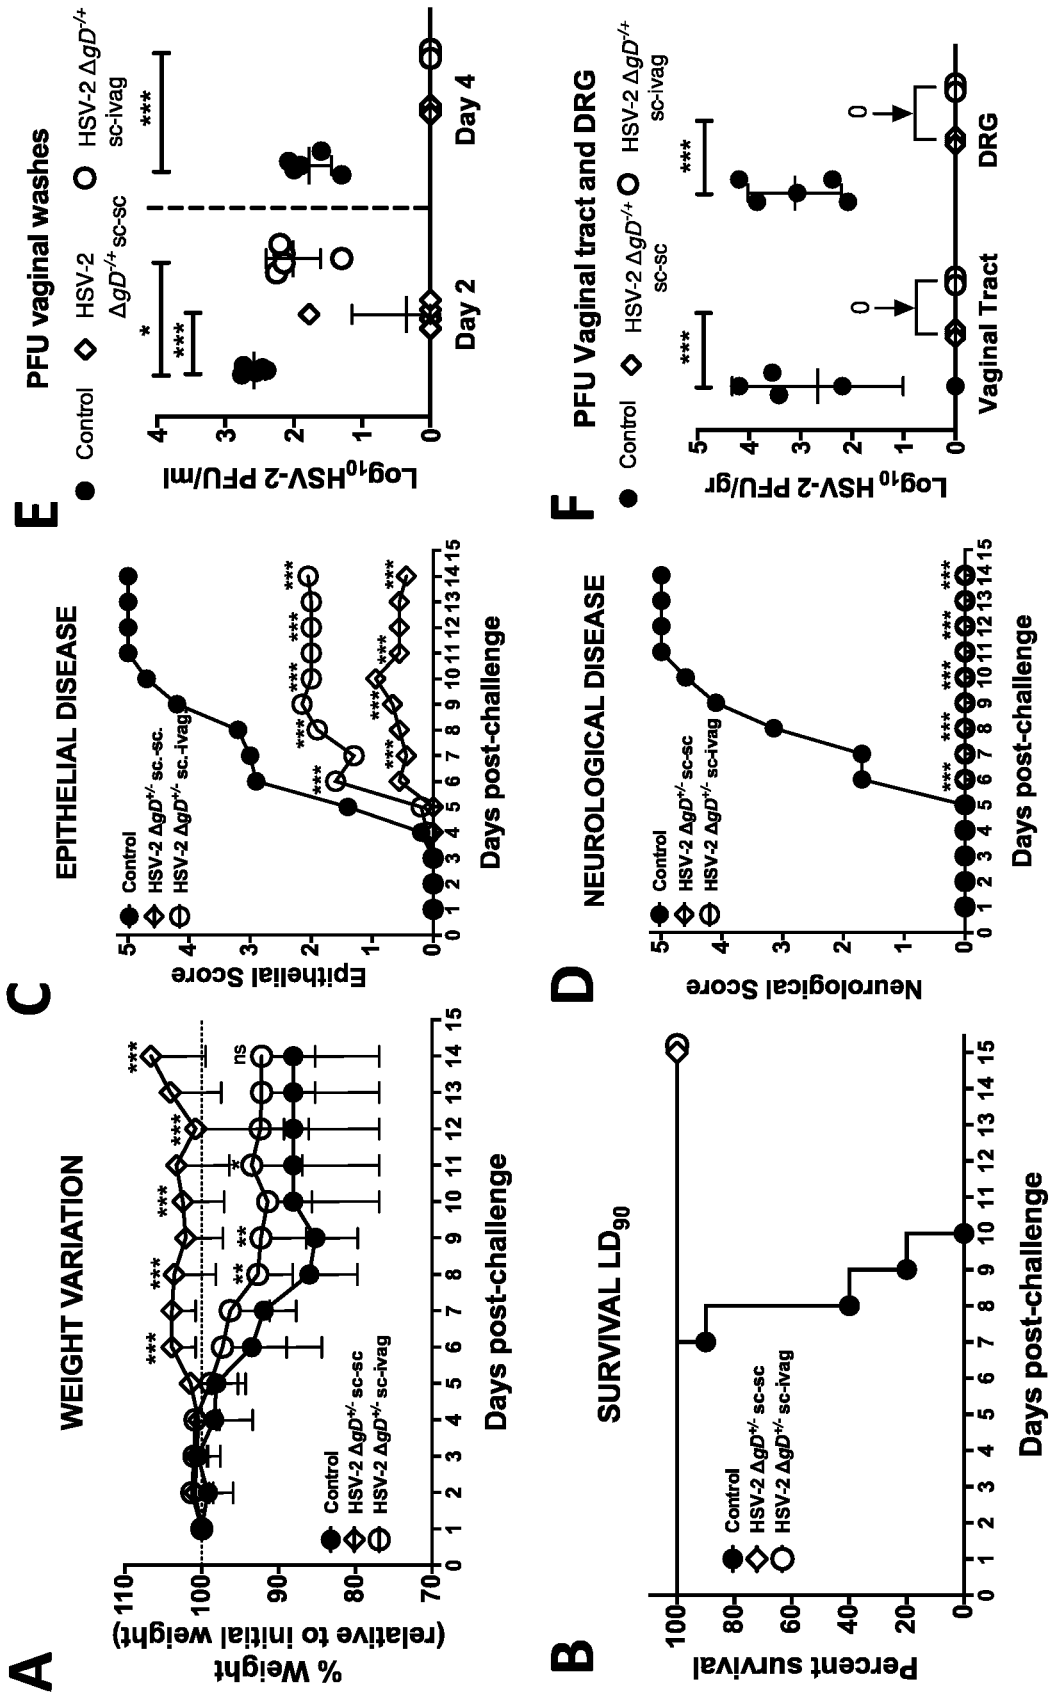 A
WEIGHT VARIATION
% Weight
(relative to initial weight)
110
100
90
80
70
***
***
***
***
***
ns
**
**
*
Control
HSV-2 ΔgD+/- sc-sc
HSV-2 ΔgD+/- sc-ivag
0 1 2 3 4 5 6 7 8 9 10 11 12 13 14 15
Days post-challenge
B
SURVIVAL LD90
Percent survival
100
80
60
40
20
0
Control
HSV-2 ΔgD+/- sc-sc
HSV-2 ΔgD+/- sc-ivag
0 1 2 3 4 5 6 7 8 9 10 11 12 13 14 15
Days post-challenge
C
EPITHELIAL DISEASE
Epithelial Score
5
4
3
2
1
0
Control
HSV-2 ΔgD+/- sc.-sc.
HSV-2 ΔgD+/- sc.-ivag
*** *** *** *** ***
*** *** *** ***
0 1 2 3 4 5 6 7 8 9 10 11 12 13 14 15
Days post-challenge
D
NEUROLOGICAL DISEASE
Neurological Score
5
4
3
2
1
0
Control
HSV-2 ΔgD+/- sc-sc
HSV-2 ΔgD+/- sc-ivag
*** *** *** *** ***
0 1 2 3 4 5 6 7 8 9 10 11 12 13 14 15
Days post-challenge
E
PFU vaginal washes
Control
HSV-2
ΔgD-/+ sc-sc
HSV-2 ΔgD-/+
sc-ivag
Log10HSV-2 PFU/ml
4
3
2
1
0
*
***
***
Day 2
Day 4
F
PFU Vaginal tract and DRG
Control
HSV-2 ΔgD-/+
sc-sc
HSV-2 ΔgD-/+
sc-ivag
Log10 HSV-2 PFU/gr
5
4
3
2
1
0
***
***
0
0
Vaginal Tract
DRG